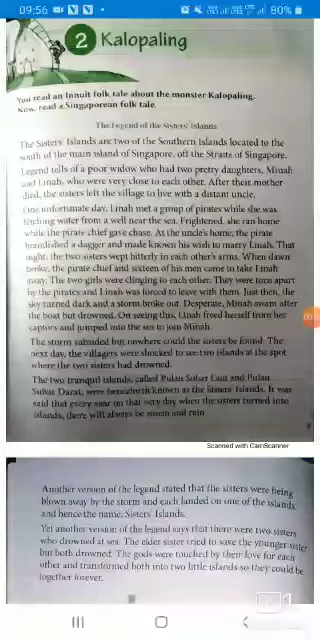 09:56
80%
2 Kalopaling
You read an Innuit folk tale about the monster Kalopaling.
Now, read a Singaporean folk tale.
The Legend of the Sisters' Islands
The Sisters' Islands are two of the Southern Islands located to the
south of the main island of Singapore, off the Straits of Singapore.
Legend tells of a poor widow who had two pretty daughters, Minah
and Linah, who were very close to each other. After their mother
died, the sisters left the village to live with a distant uncle.
One unfortunate day, Linah met a group of pirates while she was
fetching water from a well near the sea. Frightened, she ran home
while the pirate chief gave chase. At the uncle's home, the pirate
brandished a dagger and made known his wish to marry Linah. That
night, the two sisters wept bitterly in each other's arms. When dawn
broke, the pirate chief and sixteen of his men came to take Linah
away. The two girls were clinging to each other. They were torn apart
by the pirates and Linah was forced to leave with them. Just then, the
sky turned dark and a storm broke out. Desperate, Minah swam after
the boat but drowned. On seeing this, Linah freed herself from her
captors and jumped into the sea to join Minah.
The storm subsided but nowhere could the sisters be found. The
next day, the villagers were shocked to see two islands at the spot
where the two sisters had drowned.
The two tranquil islands, called Pulau Subar Laut and Pulau
Subar Darat, were henceforth known as the Sisters' Islands. It was
said that every year on that very day when the sisters turned into
islands, there will always be storm and rain
Scanned with CamScanner
Another version of the legend stated that the sisters were being
blown away by the storm and each landed on one of the islands,
and hence the name, Sisters' Islands.
Yet another version of the legend says that there were two sisters
who drowned at sea. The elder sister tried to save the younger sister
but both drowned. The gods were touched by their love for each
other and transformed both into two little islands so they could be
together forever.